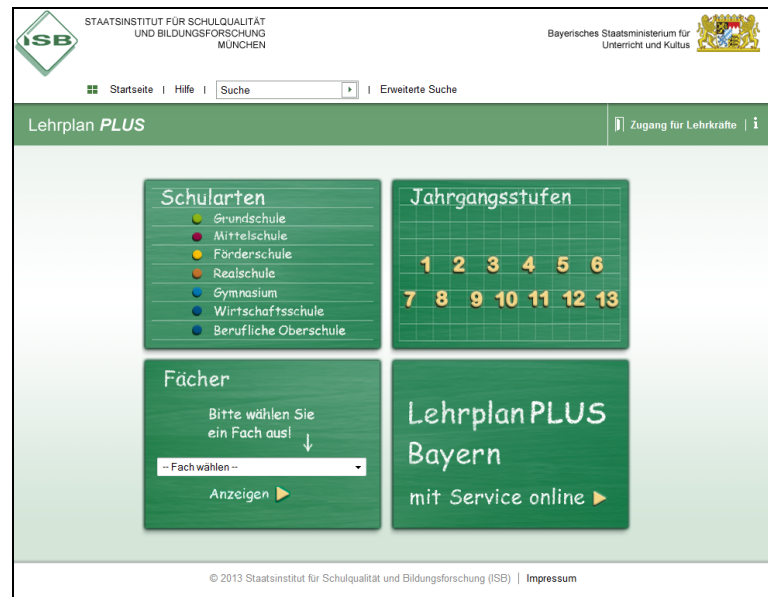 ISB
STAATSINSTITUT FÜR SCHULQUALITÄT
UND BILDUNGSFORSCHUNG
MÜNCHEN
Bayerisches Staatsministerium für
Unterricht und Kultus
Startseite | Hilfe | Suche | Erweiterte Suche
Lehrplan PLUS
Zugang für Lehrkräfte | i
Schularten
Grundschule
Mittelschule
Förderschule
Realschule
Gymnasium
Wirtschaftsschule
Berufliche Oberschule
Jahrgangsstufen
1 2 3 4 5 6
7 8 9 10 11 12 13
Fächer
Bitte wählen Sie
ein Fach aus!
-- Fach wählen --
Anzeigen
LehrplanPLUS
Bayern
mit Service online
© 2013 Staatsinstitut für Schulqualität und Bildungsforschung (ISB) | Impressum